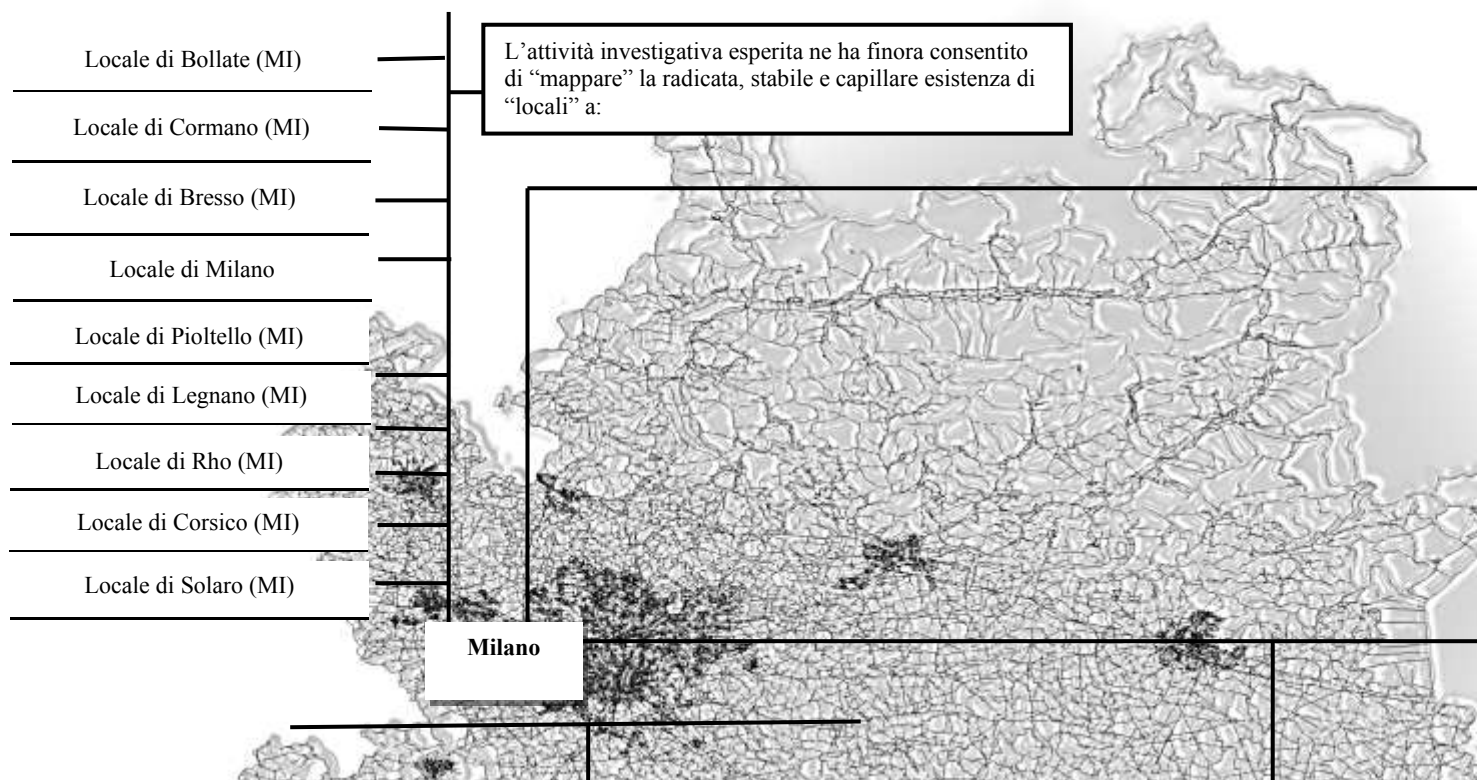 Locale di Bollate (MI)
L’attività investigativa esperita ne ha finora consentito
di “mappare” la radicata, stabile e capillare esistenza di
“locali” a:
Locale di Cormano (MI)
Locale di Bresso (MI)
Locale di Milano
Locale di Pioltello (MI)
Locale di Legnano (MI)
Locale di Rho (MI)
Locale di Corsico (MI)
Locale di Solaro (MI)
Milano